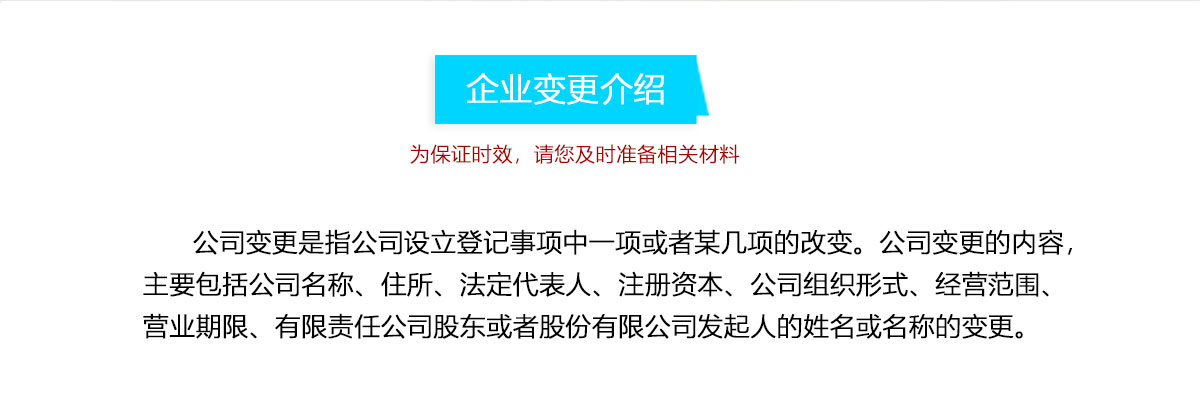 企业变更介绍
为保证时效，请您及时准备相关材料
公司变更是指公司设立登记事项中一项或者某几项的改变。公司变更的内容，
主要包括公司名称、住所、法定代表人、注册资本、公司组织形式、经营范围、
营业期限、有限责任公司股东或者股份有限公司发起人的姓名或名称的变更。